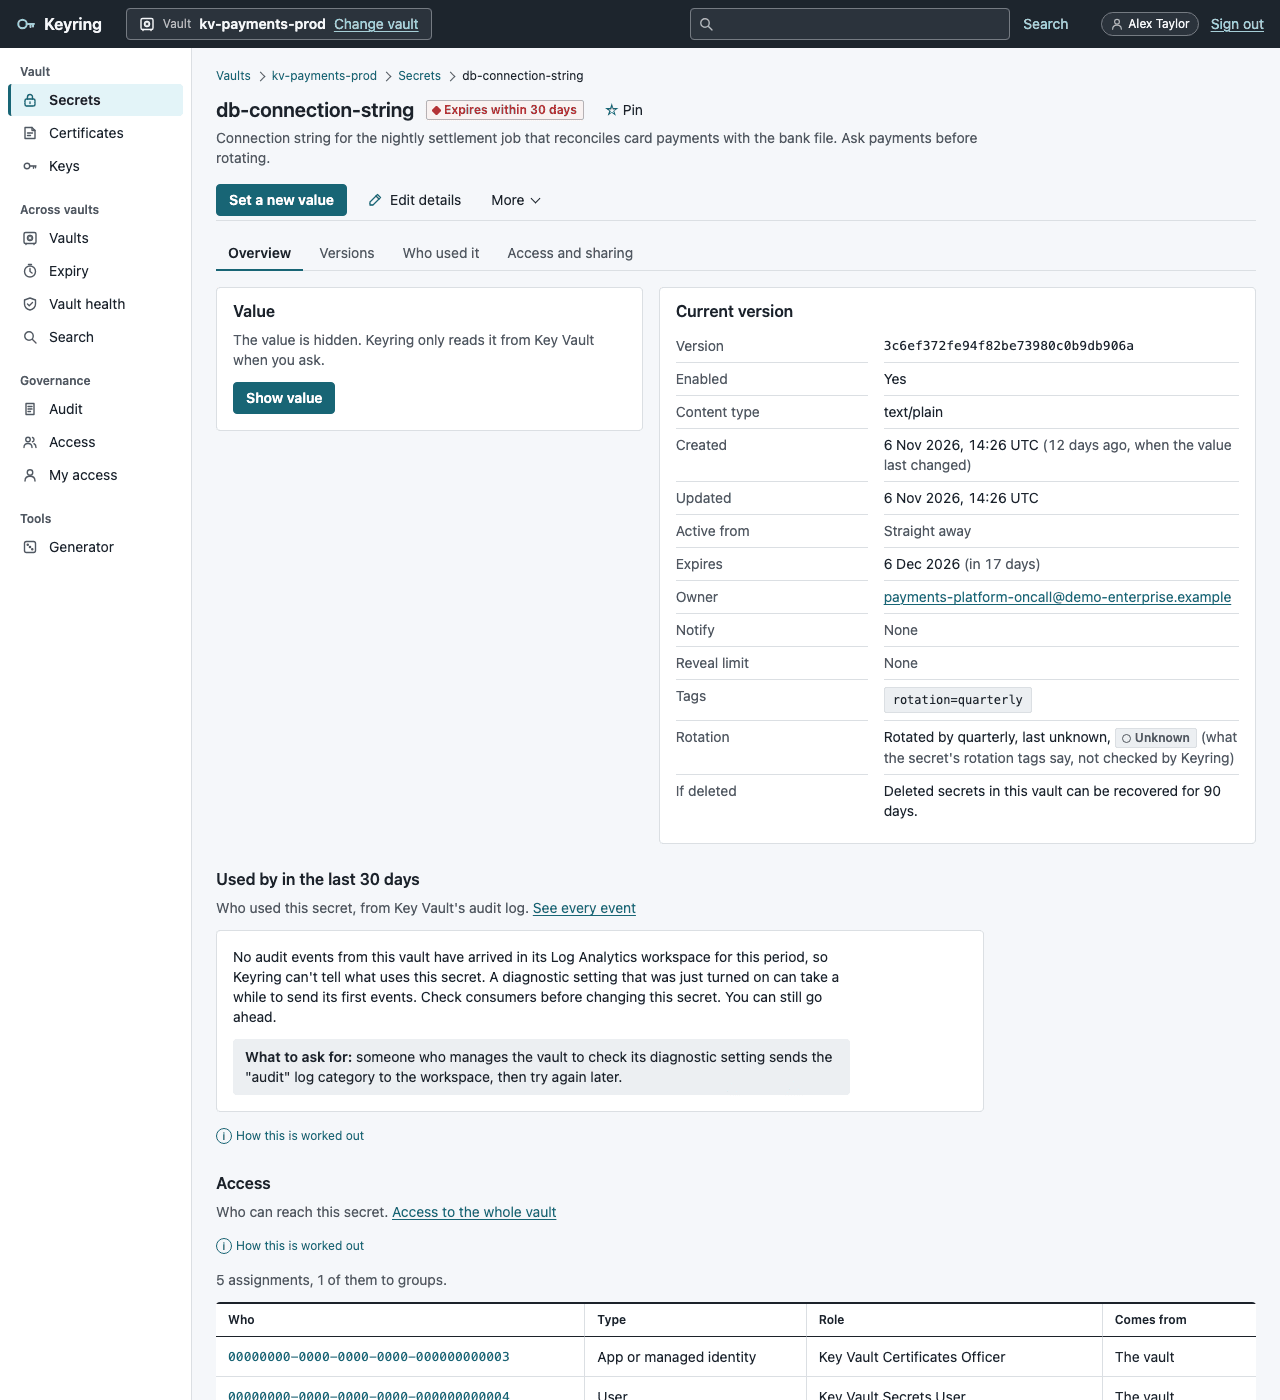 Keyring
Vault kv-payments-prod Change vault
Search
Alex Taylor
Sign out
Vault
Secrets
Certificates
Keys
Across vaults
Vaults
Expiry
Vault health
Search
Governance
Audit
Access
My access
Tools
Generator
Vaults > kv-payments-prod > Secrets > db-connection-string
db-connection-string
Expires within 30 days
Pin
Connection string for the nightly settlement job that reconciles card payments with the bank file. Ask payments before
rotating.
Set a new value
Edit details
More
Overview Versions Who used it Access and sharing
Value
The value is hidden. Keyring only reads it from Key Vault
when you ask.
Show value
Current version
Version 3c6ef372fe94f82be73980c0b9db906a
Enabled Yes
Content type text/plain
Created 6 Nov 2026, 14:26 UTC (12 days ago, when the value
last changed)
Updated 6 Nov 2026, 14:26 UTC
Active from Straight away
Expires 6 Dec 2026 (in 17 days)
Owner payments-platform-oncall@demo-enterprise.example
Notify None
Reveal limit None
Tags rotation=quarterly
Rotation Rotated by quarterly, last unknown, Unknown (what
the secret's rotation tags say, not checked by Keyring)
If deleted Deleted secrets in this vault can be recovered for 90
days.
Used by in the last 30 days
Who used this secret, from Key Vault's audit log. See every event
No audit events from this vault have arrived in its Log Analytics workspace for this period, so
Keyring can't tell what uses this secret. A diagnostic setting that was just turned on can take a
while to send its first events. Check consumers before changing this secret. You can still go
ahead.
What to ask for: someone who manages the vault to check its diagnostic setting sends the
"audit" log category to the workspace, then try again later.
How this is worked out
Access
Who can reach this secret. Access to the whole vault
How this is worked out
5 assignments, 1 of them to groups.
Who Type Role Comes from
00000000-0000-0000-0000-000000000003 App or managed identity Key Vault Certificates Officer The vault
00000000-0000-0000-0000-000000000004 User Key Vault Secrets User The vault